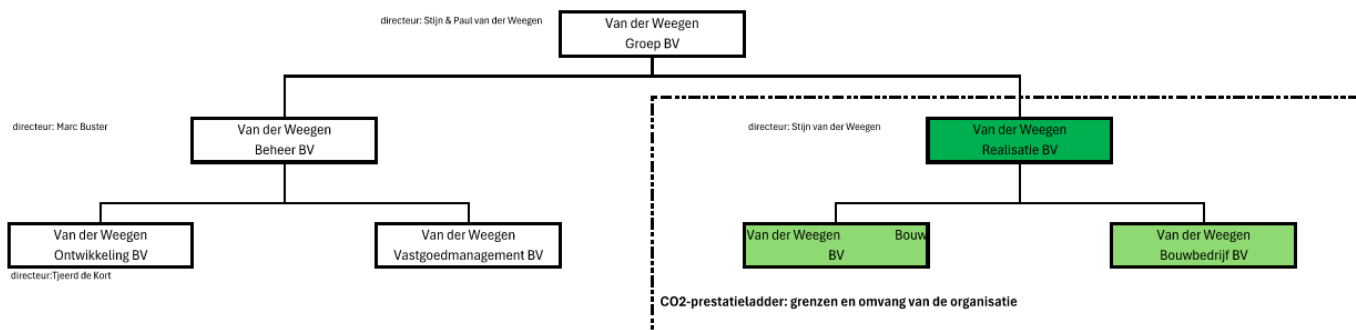 directeur: Stijn & Paul van der Weegen
Van der Weegen
Groep BV
directeur: Marc Buster
Van der Weegen
Beheer BV
directeur: Stijn van der Weegen
Van der Weegen
Realisatie BV
Van der Weegen
Ontwikkeling BV
Van der Weegen
Vastgoedmanagement BV
Van der Weegen Bouw
BV
Van der Weegen
Bouwbedrijf BV
directeur:Tjeerd de Kort
CO2-prestatieladder: grenzen en omvang van de organisatie